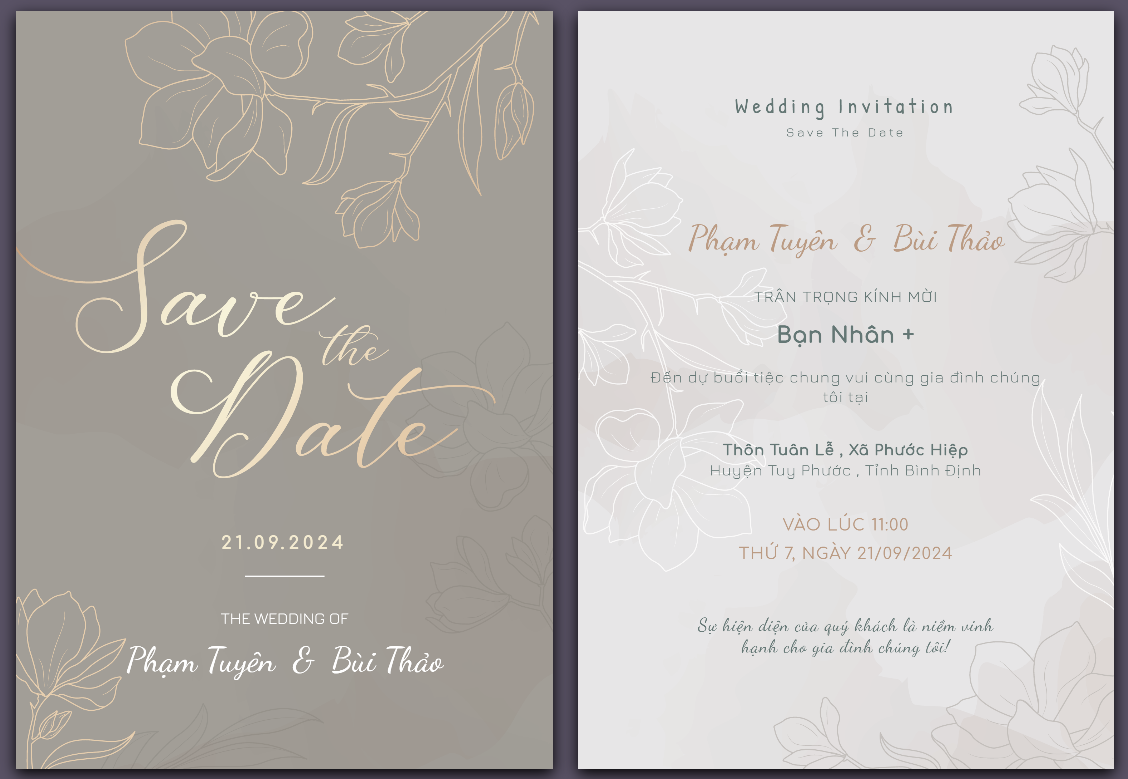 Save
the
Date
21.09.2024
THE WEDDING OF
Phạm Tuyên & Bùi Thảo
Wedding Invitation
Save The Date
Phạm Tuyên & Bùi Thảo
TRÂN TRỌNG KÍNH MỜI
Bạn Nhân +
Đến dự buổi tiệc chung vui cùng gia đình chúng
tôi tại
Thôn Tuân Lễ , Xã Phước Hiệp
Huyện Tuy Phước , Tỉnh Bình Định
VÀO LÚC 11:00
THỨ 7, NGÀY 21/09/2024
Sự hiện diện của quý khách là niềm vinh
hạnh cho gia đình chúng tôi!